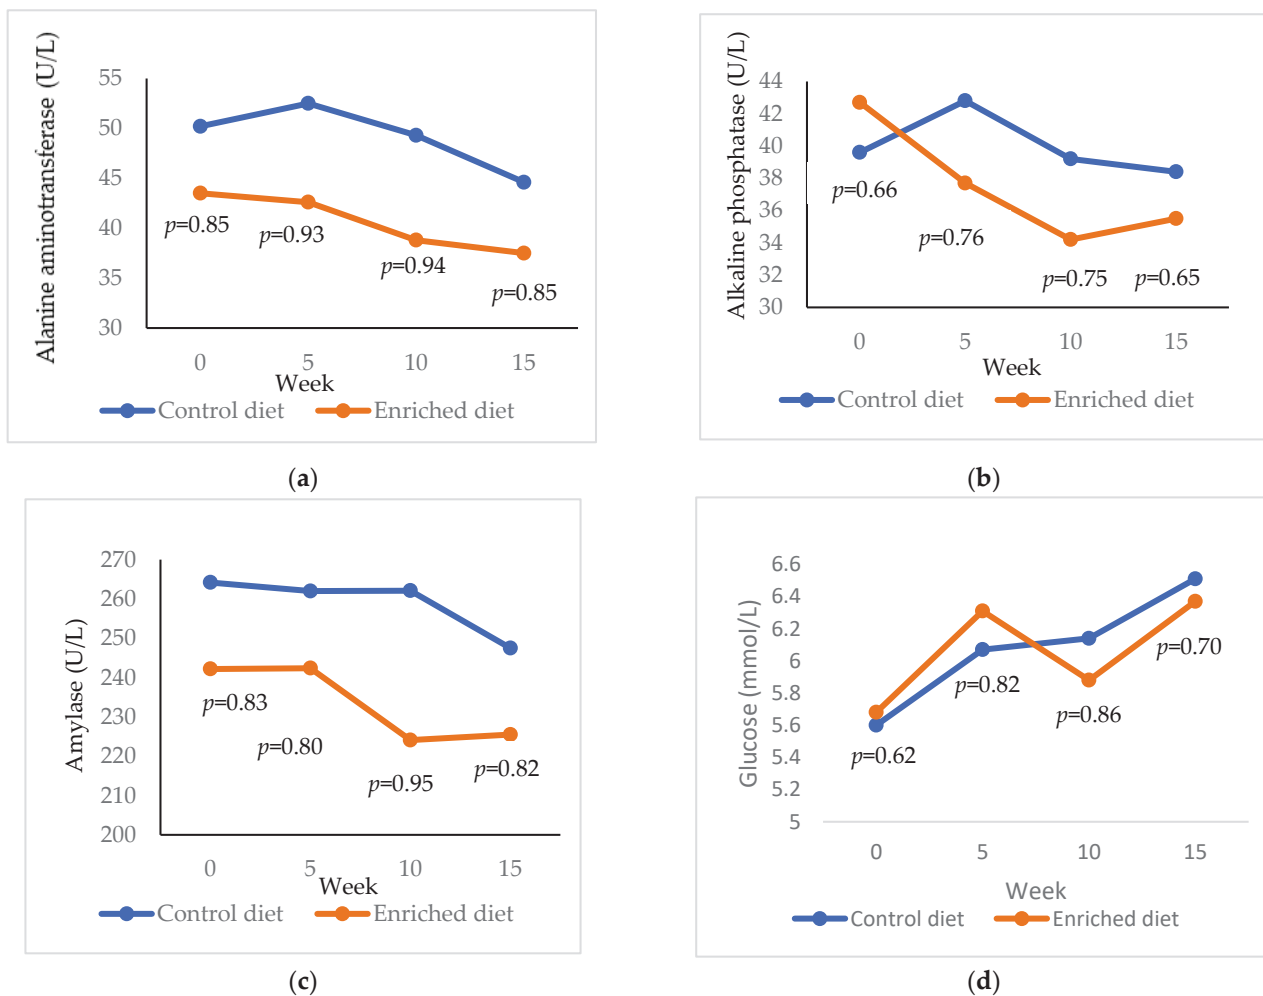 Alanine aminotransferase (U/L)
55
50
45
40
35
30
p=0.85
p=0.93
p=0.94
p=0.85
0 5 10 15
Week
Control diet Enriched diet
(a)
Alkaline phosphatase (U/L)
44
42
40
38
36
34
32
30
p=0.66
p=0.76
p=0.75
p=0.65
0 5 10 15
Week
Control diet Enriched diet
(b)
Amylase (U/L)
270
260
250
240
230
220
210
200
p=0.83
p=0.80
p=0.95
p=0.82
0 5 10 15
Week
Control diet Enriched diet
(c)
Glucose (mmol/L)
6.6
6.4
6.2
6
5.8
5.6
5.4
5.2
5
p=0.62
p=0.82
p=0.86
p=0.70
0 5 10 15
Week
Control diet Enriched diet
(d)